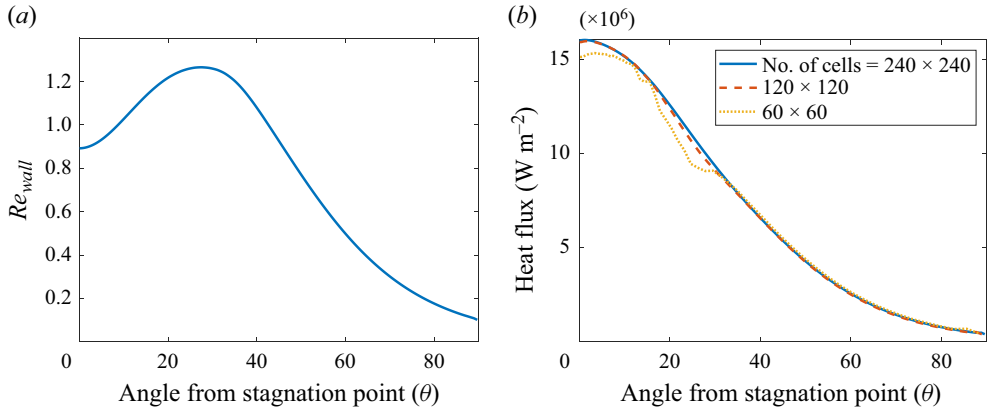 (a)
1.2
1.0
0.8
0.6
0.4
0.2
0 20 40 60 80
Re_wall
Angle from stagnation point (θ)
(b)
(×10⁶)
15
10
5
0 20 40 60 80
Heat flux (W m⁻²)
Angle from stagnation point (θ)
No. of cells = 240 × 240
120 × 120
60 × 60